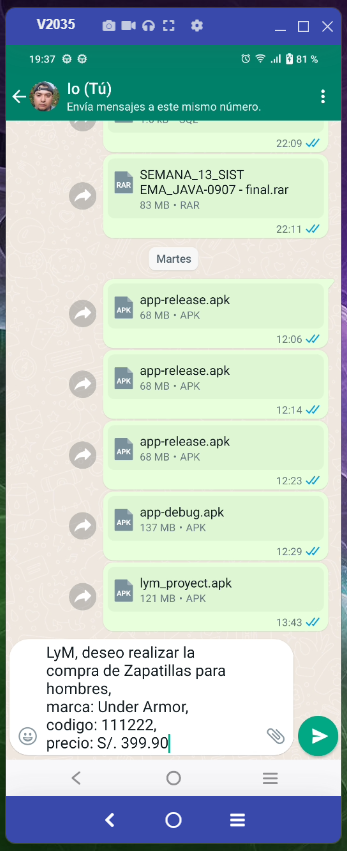 V2035
19:37 81 %
Io (Tú)
Envía mensajes a este mismo número.
22:09
RAR
SEMANA_13_SIST
EMA_JAVA-0907 - final.rar
83 MB • RAR
22:11
Martes
APK
app-release.apk
68 MB • APK
12:06
APK
app-release.apk
68 MB • APK
12:14
APK
app-release.apk
68 MB • APK
12:23
APK
app-debug.apk
137 MB • APK
12:29
APK
lym_proyect.apk
121 MB • APK
13:43
LyM, deseo realizar la
compra de Zapatillas para
hombres,
marca: Under Armor,
codigo: 111222,
precio: S/. 399.90